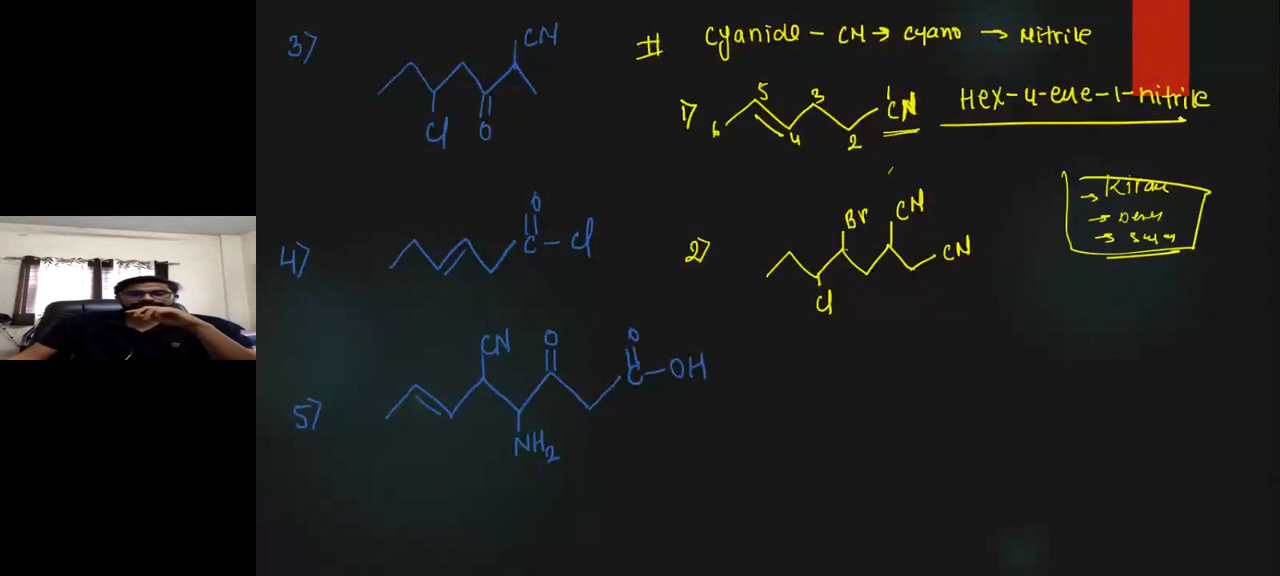 3)
CN
Cl
O
4)
O
C – Cl
5)
CN
O
O
C – OH
NH2
# Cyanide – CN → Cyano → Nitrile
1)
6
5
4
3
2
1
CN
Hex-4-ene-1-nitrile
2)
Br
CN
CN
Cl
→ Kiran
→
→